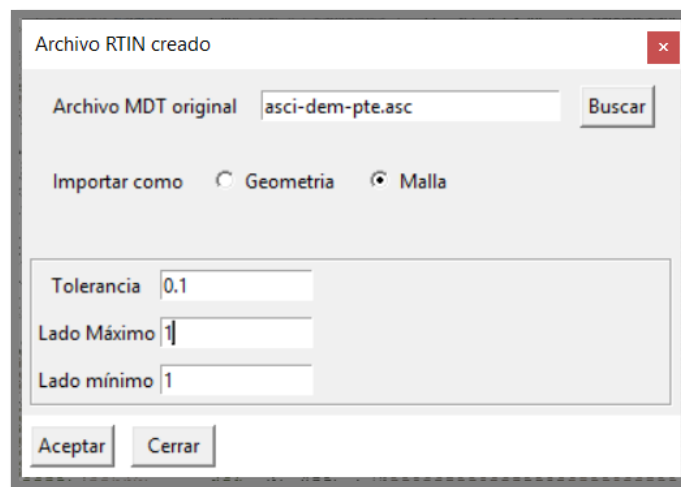 Archivo RTIN creado
Archivo MDT original asci-dem-pte.asc Buscar
Importar como Geometria Malla
Tolerancia 0.1
Lado Máximo 1
Lado mínimo 1
Aceptar Cerrar